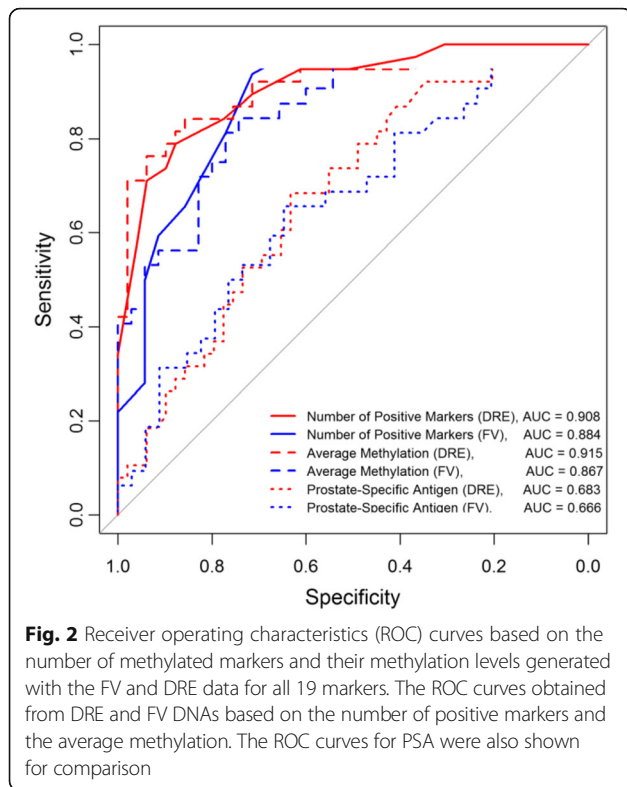 1.0
0.8
0.6
0.4
0.2
0.0
Sensitivity
Number of Positive Markers (DRE), AUC = 0.908
Number of Positive Markers (FV), AUC = 0.884
Average Methylation (DRE), AUC = 0.915
Average Methylation (FV), AUC = 0.867
Prostate-Specific Antigen (DRE), AUC = 0.683
Prostate-Specific Antigen (FV), AUC = 0.666
1.0 0.8 0.6 0.4 0.2 0.0
Specificity
Fig. 2 Receiver operating characteristics (ROC) curves based on the
number of methylated markers and their methylation levels generated
with the FV and DRE data for all 19 markers. The ROC curves obtained
from DRE and FV DNAs based on the number of positive markers and
the average methylation. The ROC curves for PSA were also shown
for comparison